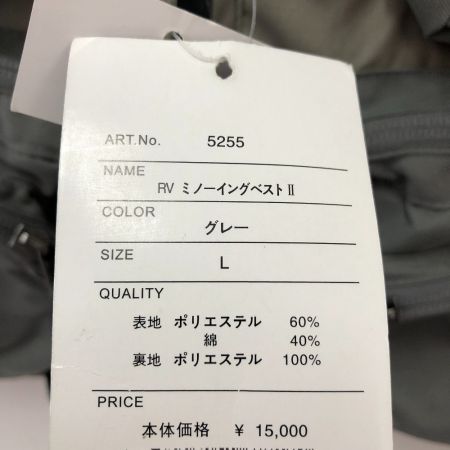 ART.No. 5255
NAME
RV ミノーイングベストⅡ
COLOR
グレー
SIZE
L
QUALITY
表地 ポリエステル 60%
綿 40%
裏地 ポリエステル 100%
PRICE
本体価格 ¥ 15,000